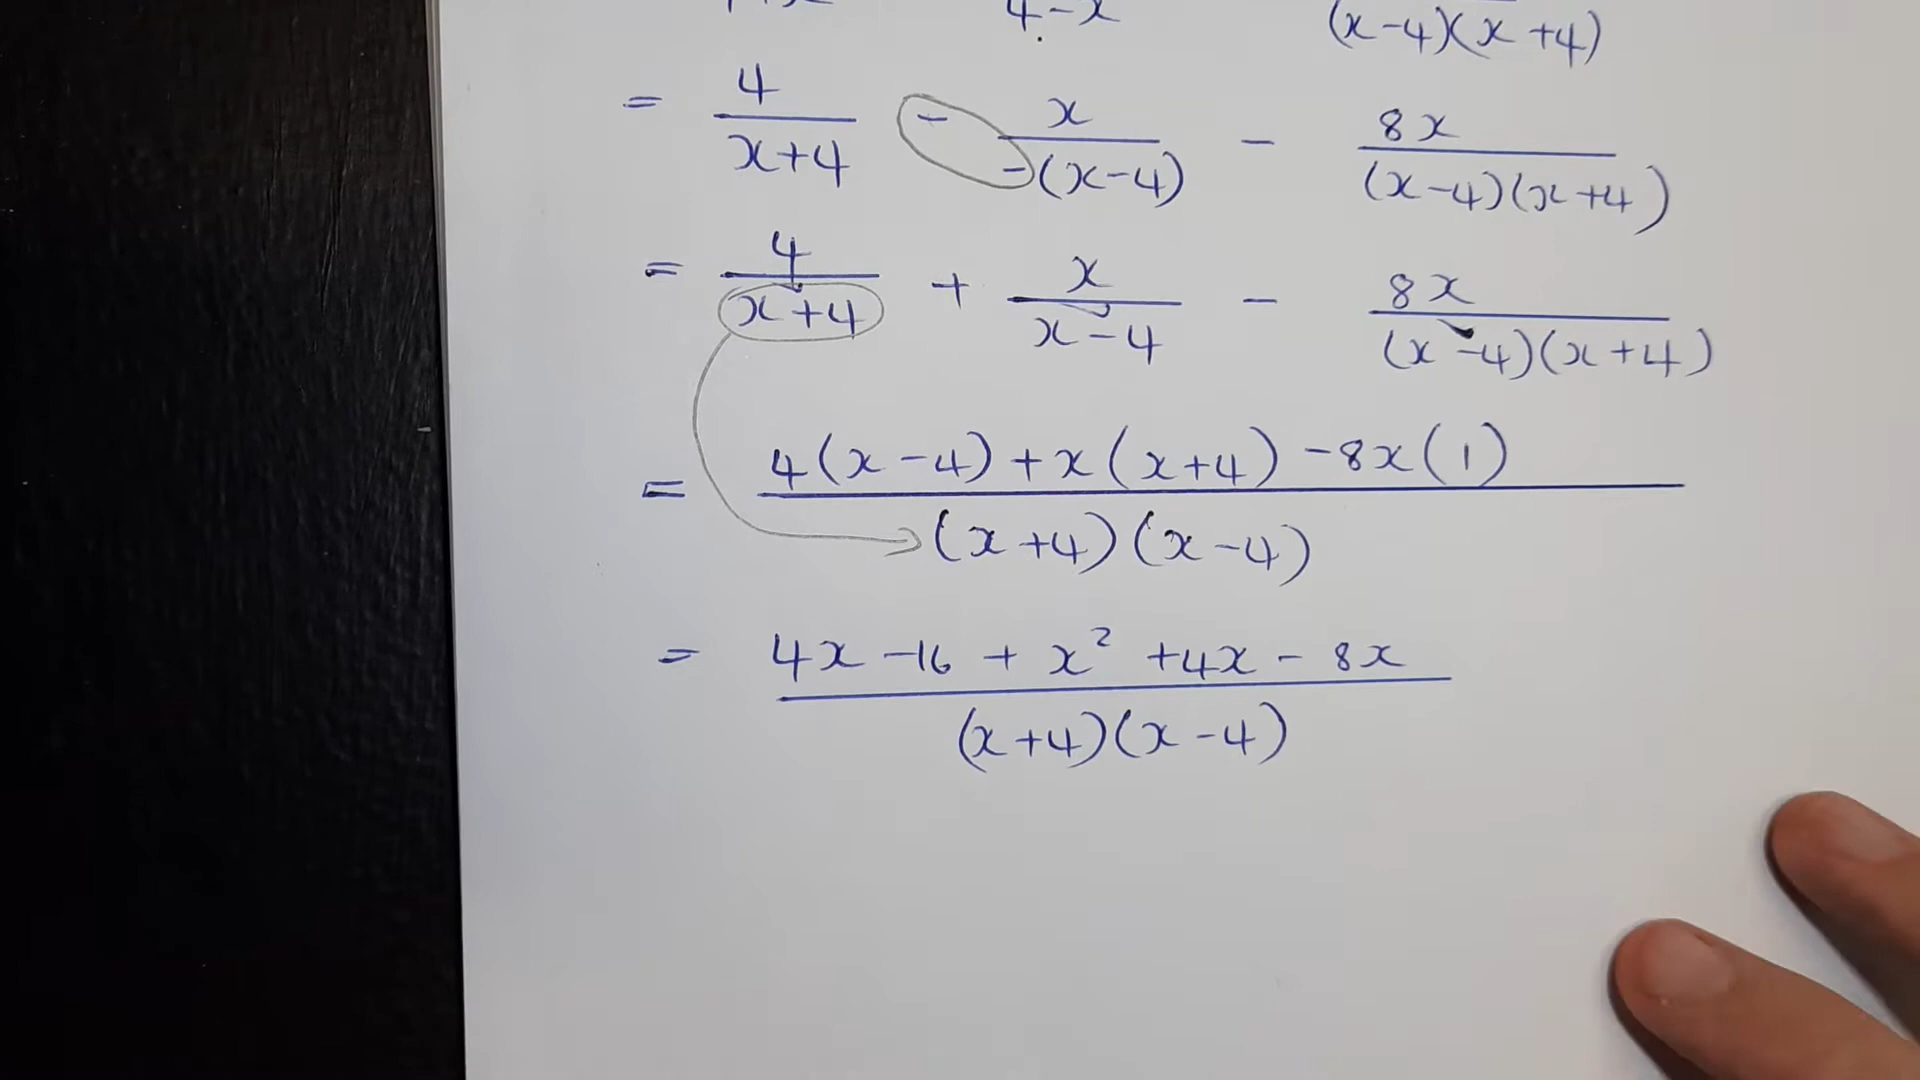 4-x (x-4)(x+4)
= 4/(x+4) - x/(-(x-4)) - 8x/((x-4)(x+4))
= 4/(x+4) + x/(x-4) - 8x/((x-4)(x+4))
= (4(x-4)+x(x+4)-8x(1))/((x+4)(x-4))
= (4x-16+x²+4x-8x)/((x+4)(x-4))